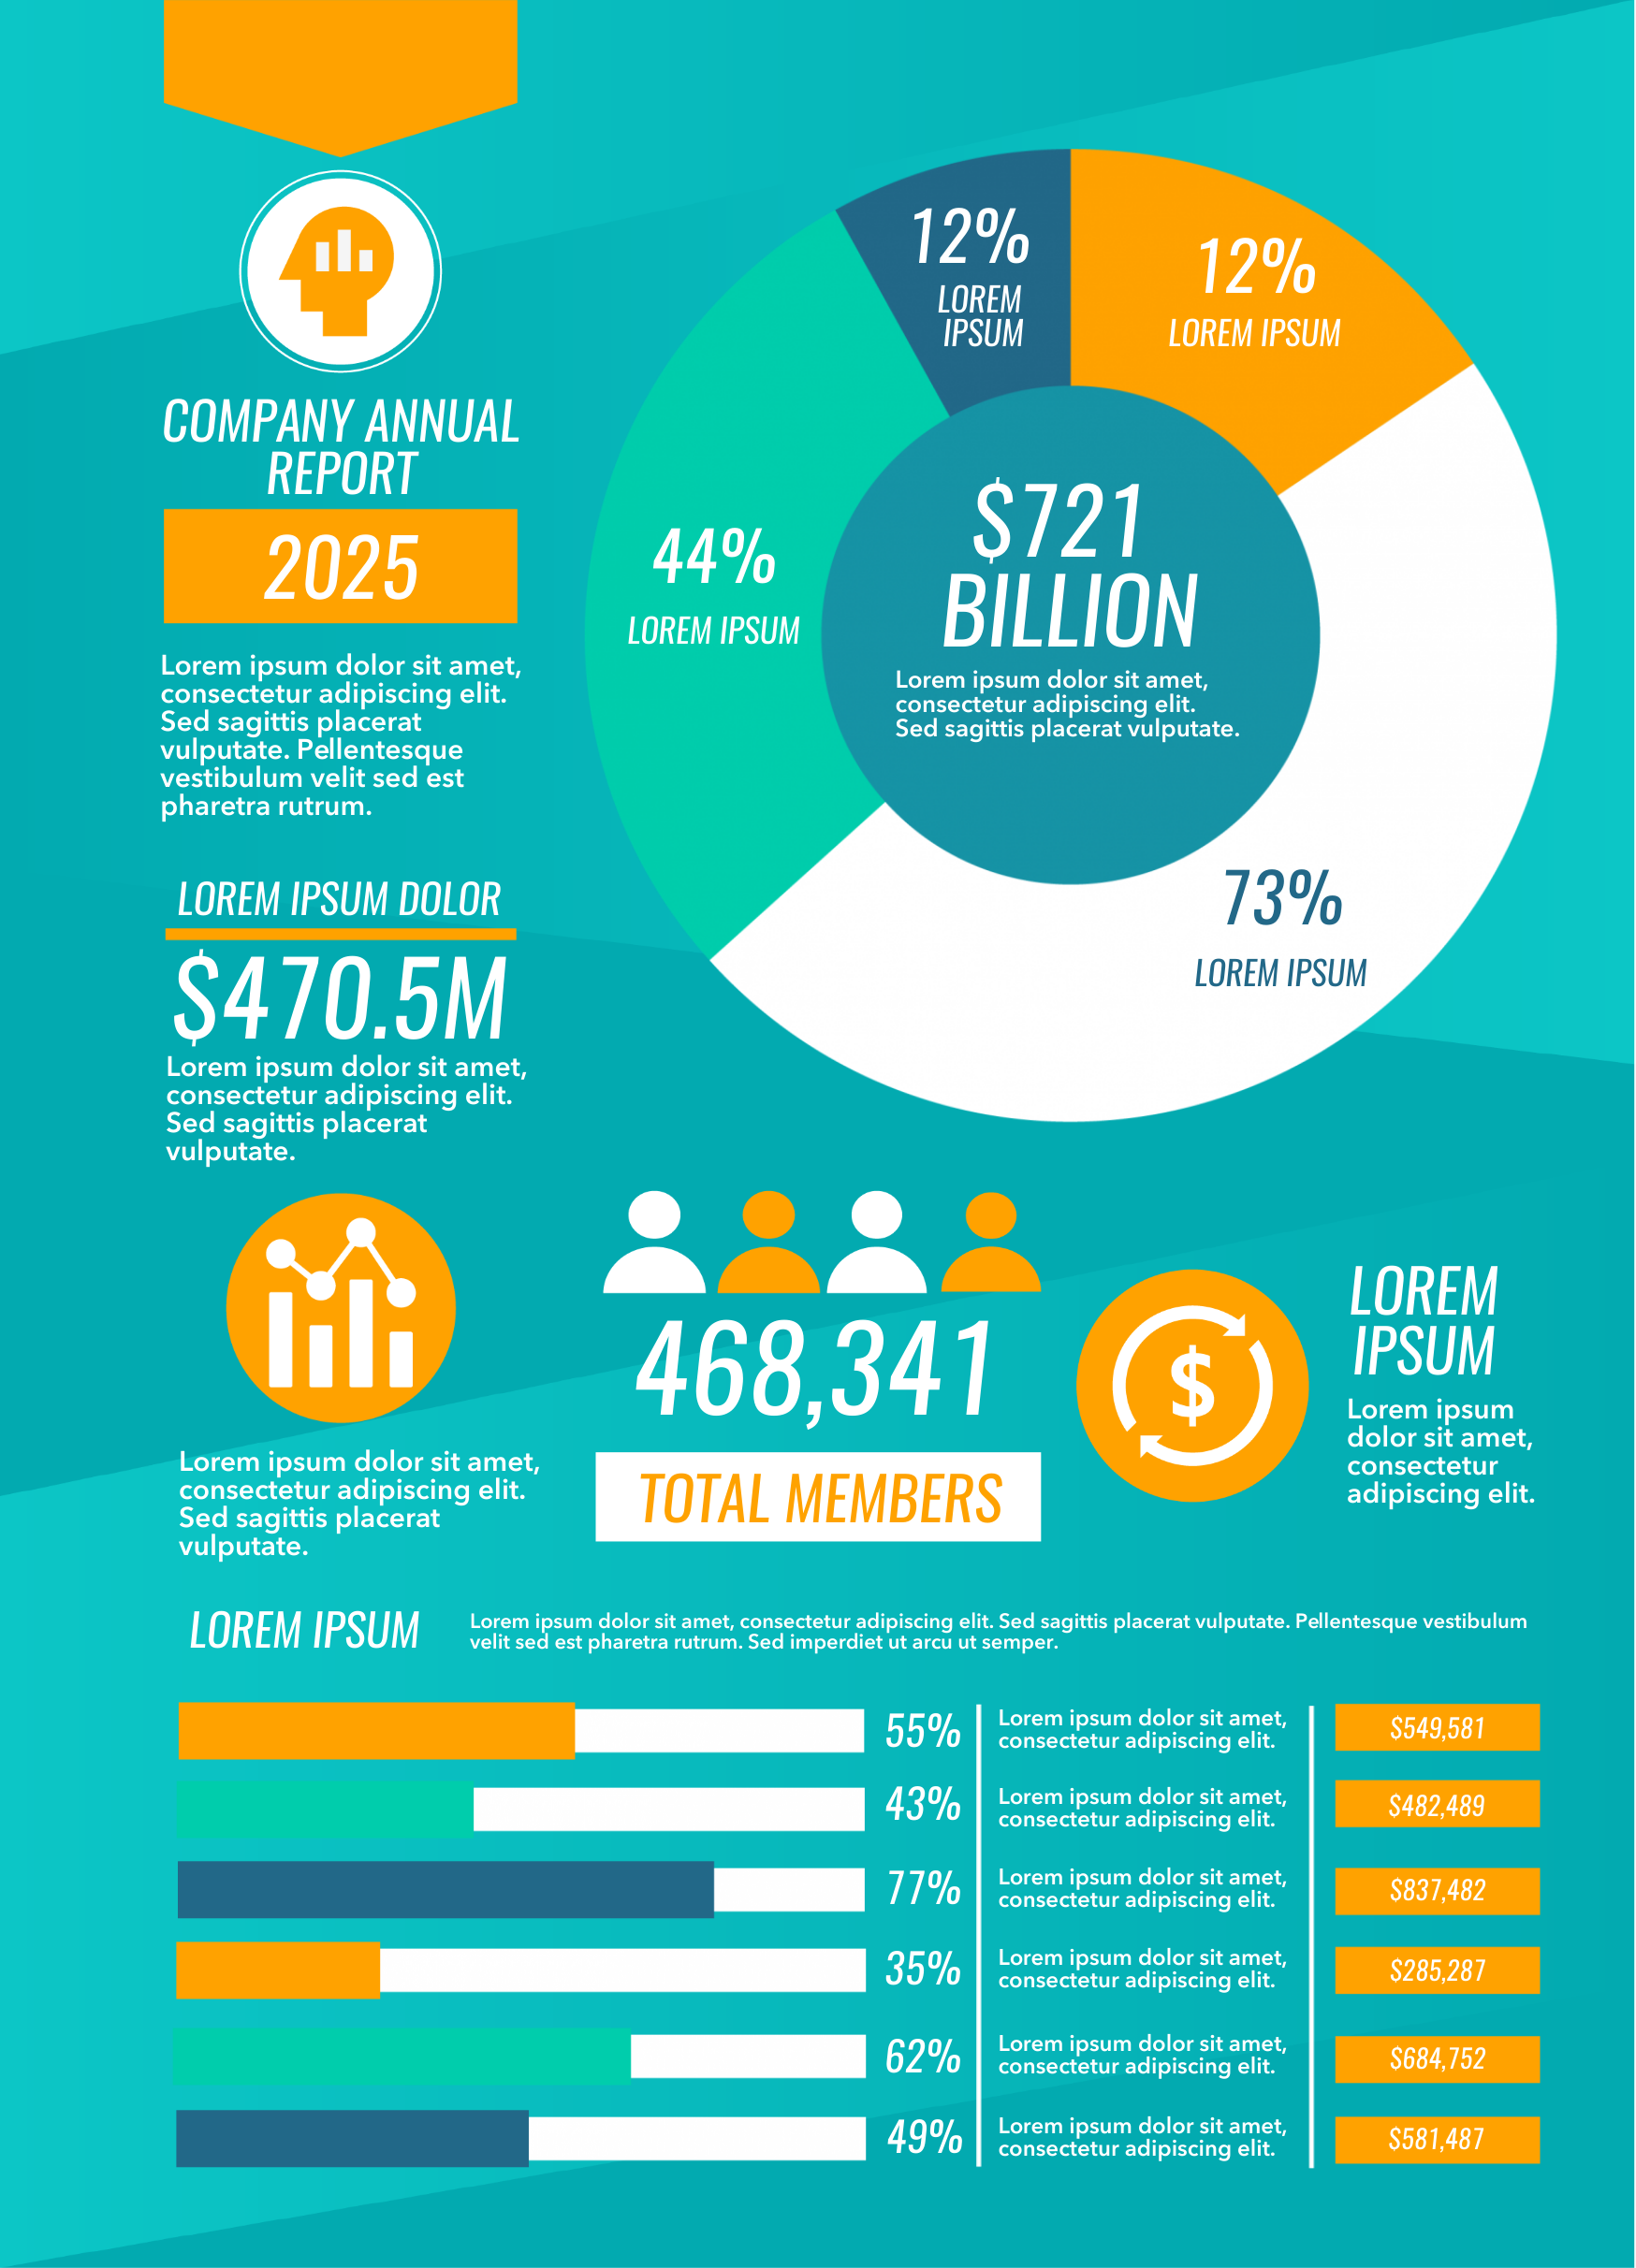 COMPANY ANNUAL
REPORT
2025
Lorem ipsum dolor sit amet,
consectetur adipiscing elit.
Sed sagittis placerat
vulputate. Pellentesque
vestibulum velit sed est
pharetra rutrum.
LOREM IPSUM DOLOR
$470.5M
Lorem ipsum dolor sit amet,
consectetur adipiscing elit.
Sed sagittis placerat
vulputate.
12%
LOREM
IPSUM
12%
LOREM IPSUM
44%
LOREM IPSUM
$721
BILLION
Lorem ipsum dolor sit amet,
consectetur adipiscing elit.
Sed sagittis placerat vulputate.
73%
LOREM IPSUM
Lorem ipsum dolor sit amet,
consectetur adipiscing elit.
Sed sagittis placerat
vulputate.
468,341
TOTAL MEMBERS
$
LOREM
IPSUM
Lorem ipsum
dolor sit amet,
consectetur
adipiscing elit.
LOREM IPSUM
Lorem ipsum dolor sit amet, consectetur adipiscing elit. Sed sagittis placerat vulputate. Pellentesque vestibulum
velit sed est pharetra rutrum. Sed imperdiet ut arcu ut semper.
55%
Lorem ipsum dolor sit amet,
consectetur adipiscing elit.
$549,581
43%
Lorem ipsum dolor sit amet,
consectetur adipiscing elit.
$482,489
77%
Lorem ipsum dolor sit amet,
consectetur adipiscing elit.
$837,482
35%
Lorem ipsum dolor sit amet,
consectetur adipiscing elit.
$285,287
62%
Lorem ipsum dolor sit amet,
consectetur adipiscing elit.
$684,752
49%
Lorem ipsum dolor sit amet,
consectetur adipiscing elit.
$581,487